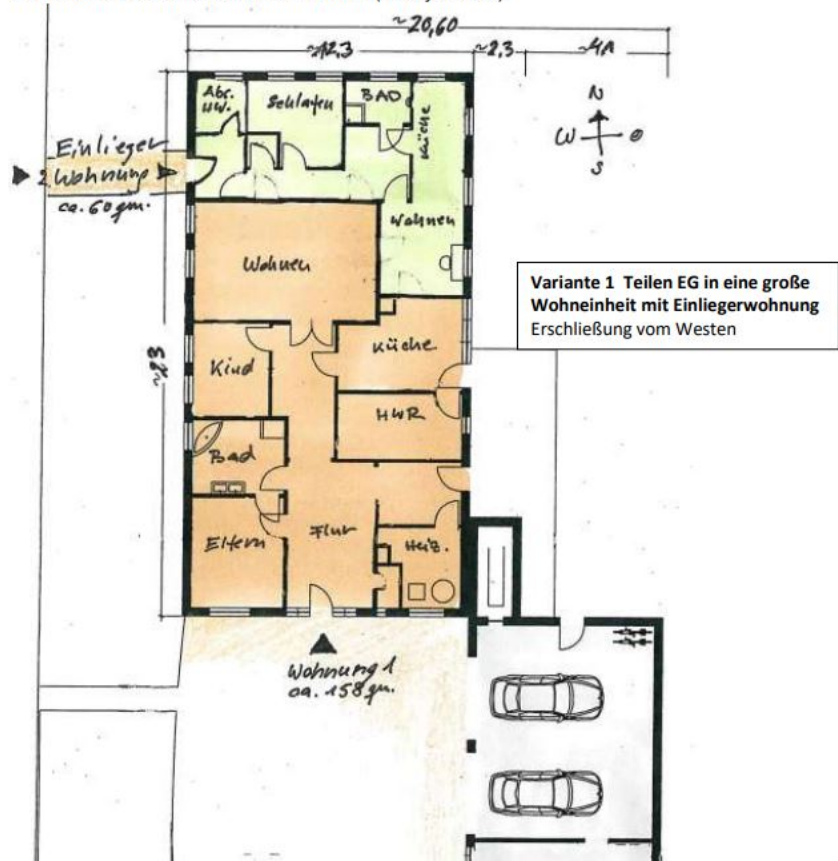 ~20,60
~12,3
~2,3
Abs.
HW.
Schlafen
BAD
Küche
N
W
O
S
Einlieger
2 Wohnung
ca. 60 qm.
Wohnen
Wohnen
Variante 1 Teilen EG in eine große
Wohneinheit mit Einliegerwohnung
Erschließung vom Westen
~23
Kind
Küche
HWR
Bad
Eltern
Flur
Heiz.
Wohnung 1
ca. 158 qm.